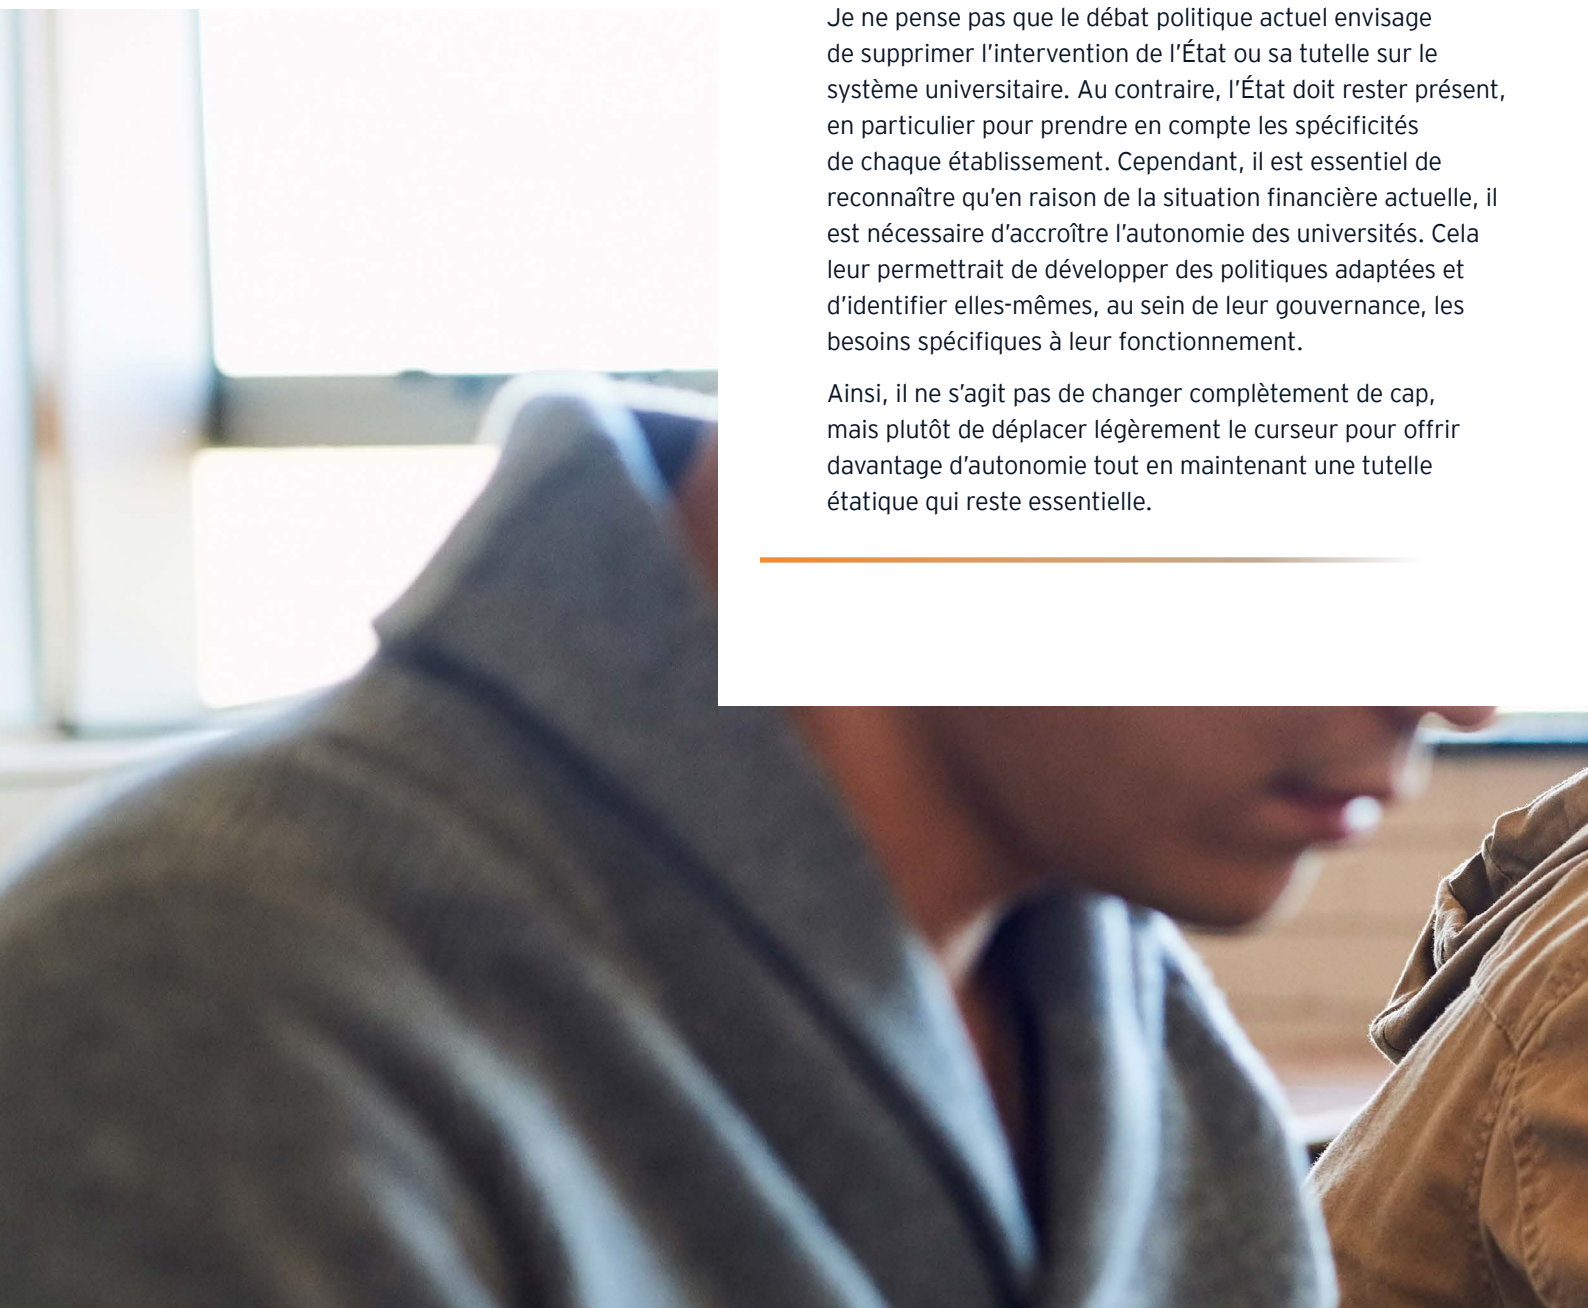 Je ne pense pas que le débat politique actuel envisage
de supprimer l’intervention de l’État ou sa tutelle sur le
système universitaire. Au contraire, l’État doit rester présent,
en particulier pour prendre en compte les spécificités
de chaque établissement. Cependant, il est essentiel de
reconnaître qu’en raison de la situation financière actuelle, il
est nécessaire d’accroître l’autonomie des universités. Cela
leur permettrait de développer des politiques adaptées et
d’identifier elles-mêmes, au sein de leur gouvernance, les
besoins spécifiques à leur fonctionnement.
Ainsi, il ne s’agit pas de changer complètement de cap,
mais plutôt de déplacer légèrement le curseur pour offrir
davantage d’autonomie tout en maintenant une tutelle
étatique qui reste essentielle.